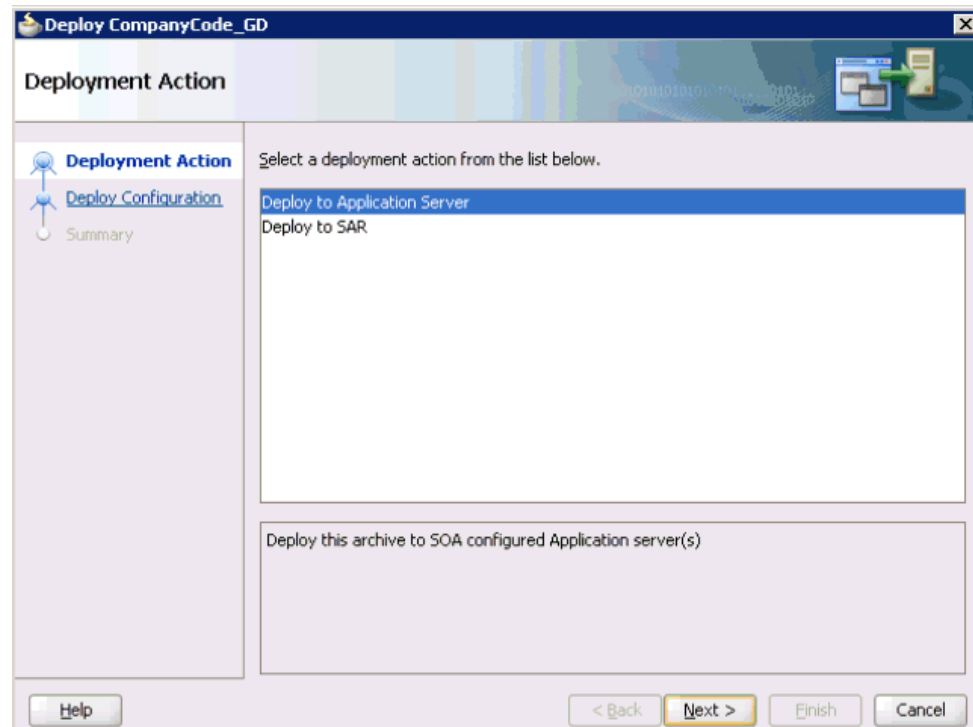 Deploy CompanyCode_GD
Deployment Action
Deployment Action
Deploy Configuration
Summary
Select a deployment action from the list below.
Deploy to Application Server
Deploy to SAR
Deploy this archive to SOA configured Application server(s)
Help
< Back
Next >
Finish
Cancel